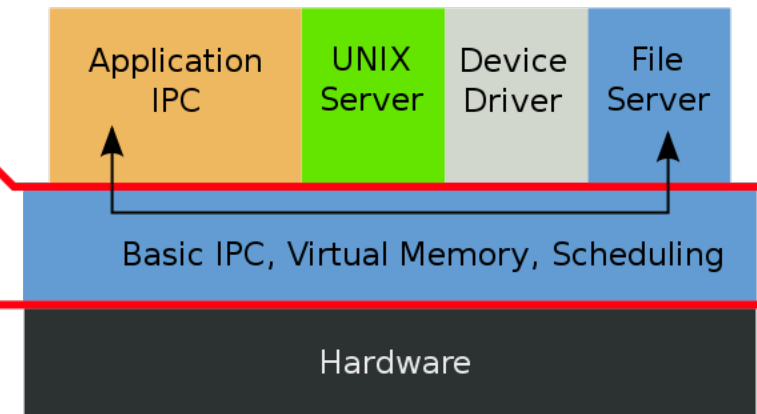 Application
IPC
UNIX
Server
Device
Driver
File
Server
Basic IPC, Virtual Memory, Scheduling
Hardware